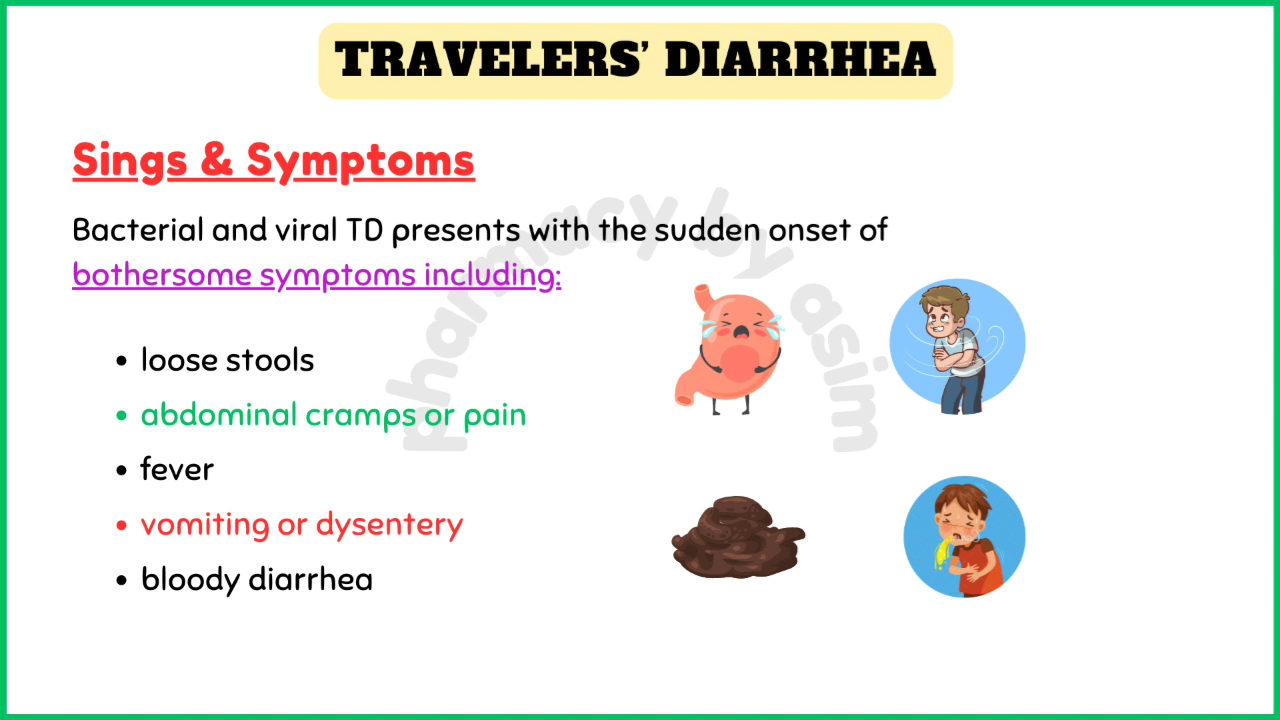 TRAVELERS' DIARRHEA
Sings & Symptoms
Bacterial and viral TD presents with the sudden onset of
bothersome symptoms including:
• loose stools
• abdominal cramps or pain
• fever
• vomiting or dysentery
• bloody diarrhea
pharmacy by asim